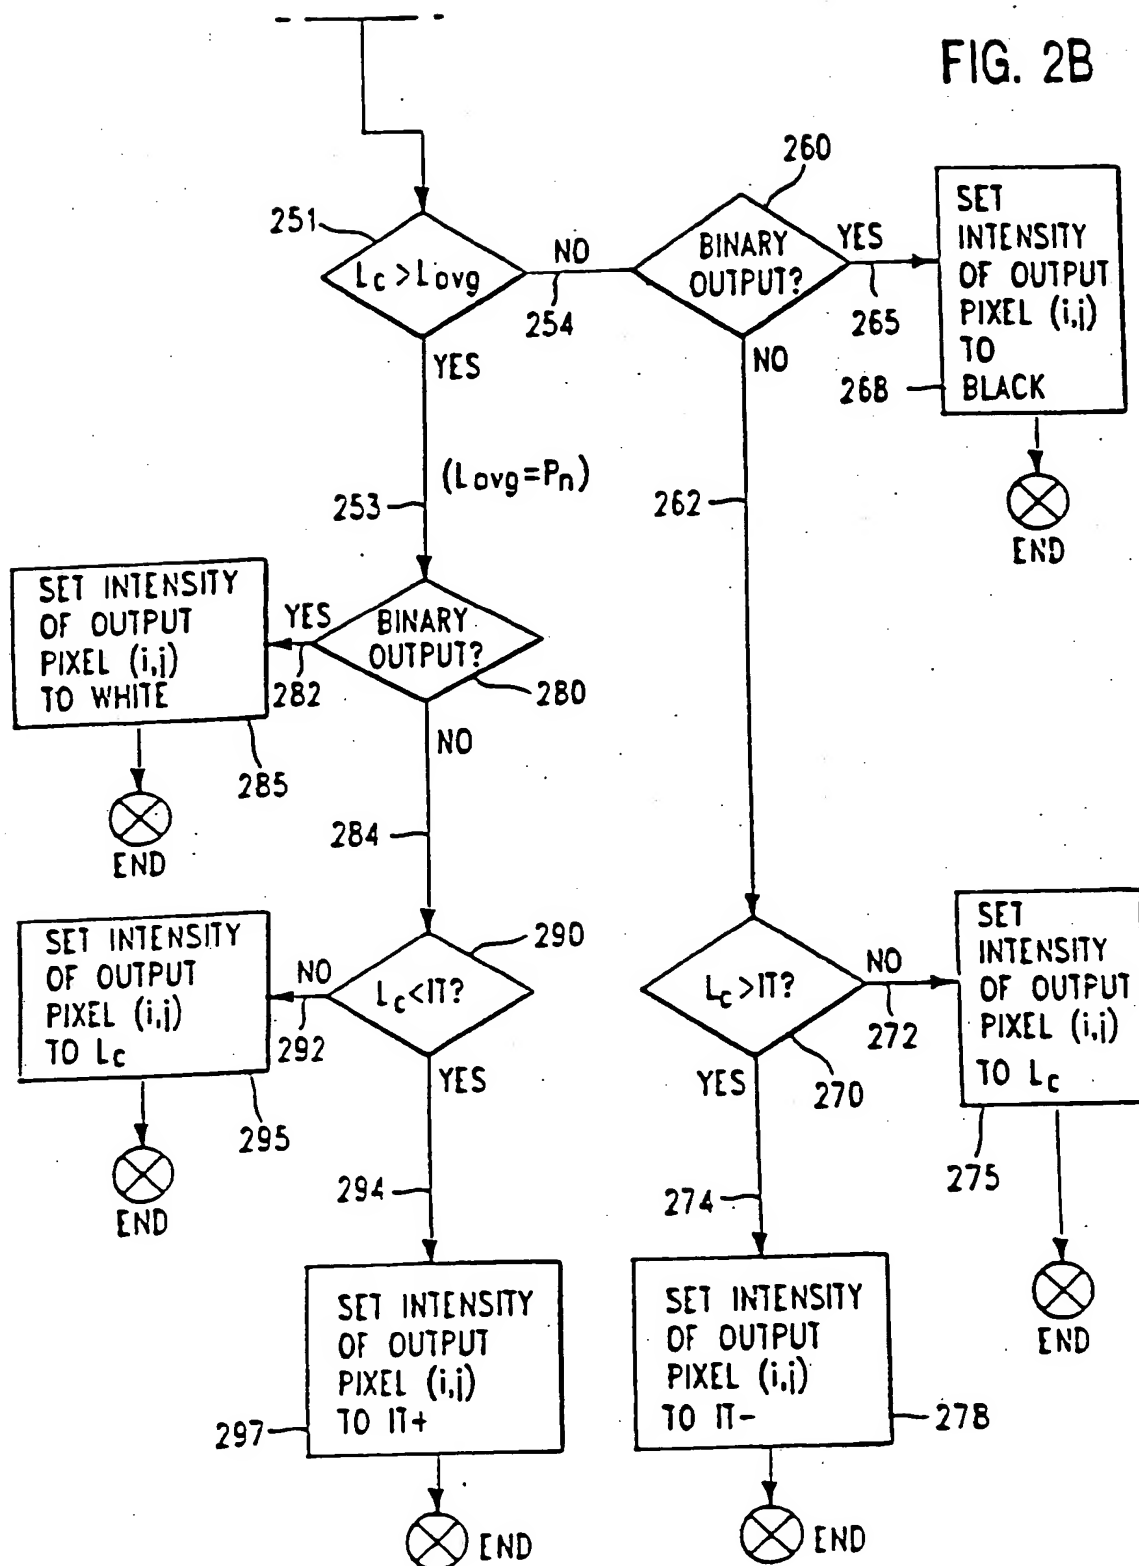 FIG. 2B
251
Lc>Lavg
NO
254
260
BINARY
OUTPUT?
YES
265
SET
INTENSITY
OF OUTPUT
PIXEL (i,j)
TO
BLACK
268
END
YES
(Lavg=Pn)
253
NO
262
SET INTENSITY
OF OUTPUT
PIXEL (i,j)
TO WHITE
285
END
YES
282
BINARY
OUTPUT?
280
NO
284
SET INTENSITY
OF OUTPUT
PIXEL (i,j)
TO Lc
295
END
NO
292
Lc<IT?
290
YES
294
SET INTENSITY
OF OUTPUT
PIXEL (i,j)
TO IT+
297
END
Lc>IT?
270
NO
272
SET
INTENSITY
OF OUTPUT
PIXEL (i,j)
TO Lc
275
END
YES
274
SET INTENSITY
OF OUTPUT
PIXEL (i,j)
TO IT-
278
END